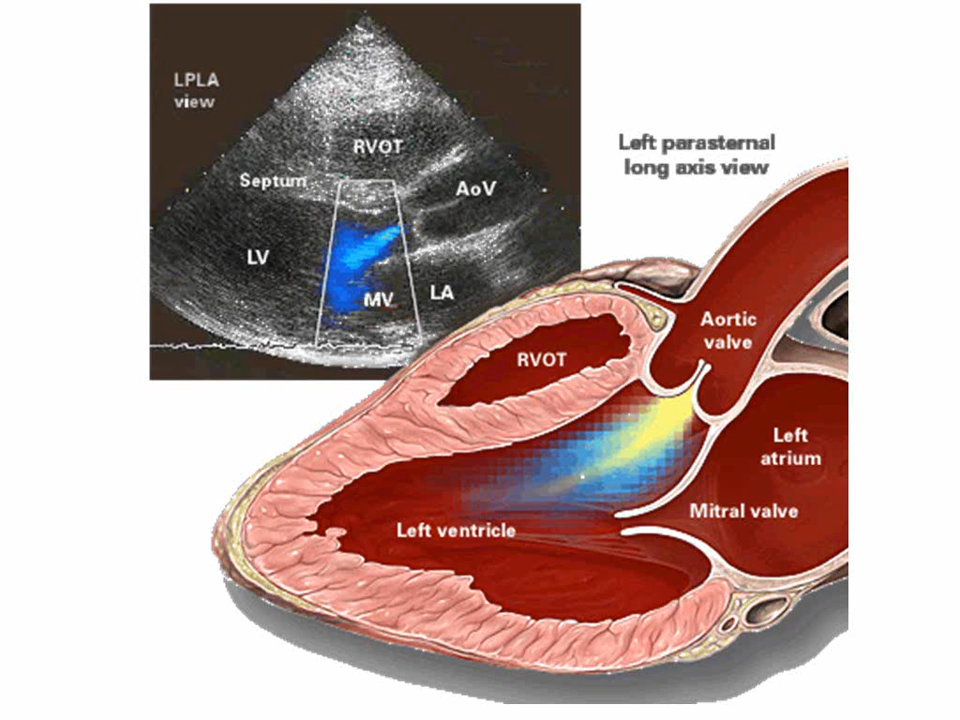 LPLA
view
RVOT
Septum
AoV
LV
MV
LA
Left parasternal
long axis view
Aortic
valve
RVOT
Left
atrium
Mitral valve
Left ventricle